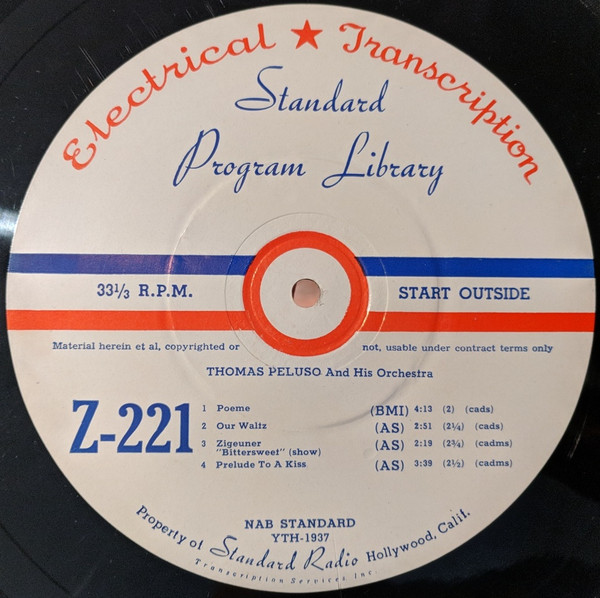 Electrical ★ Transcription
Standard
Program Library
33⅓ R.P.M. START OUTSIDE
Material herein et al, copyrighted or not, usable under contract terms only
THOMAS PELUSO And His Orchestra
Z-221
1 Poeme (BMI) 4:13 (2) (cads)
2 Our Waltz (AS) 2:51 (2¼) (cads)
3 Zigeuner
"Bittersweet" (show) (AS) 2:19 (2¾) (cadms)
4 Prelude To A Kiss (AS) 3:39 (2½) (cadms)
NAB STANDARD
YTH-1937
Property of Standard Radio Hollywood, Calif.
Transcription Services Inc.